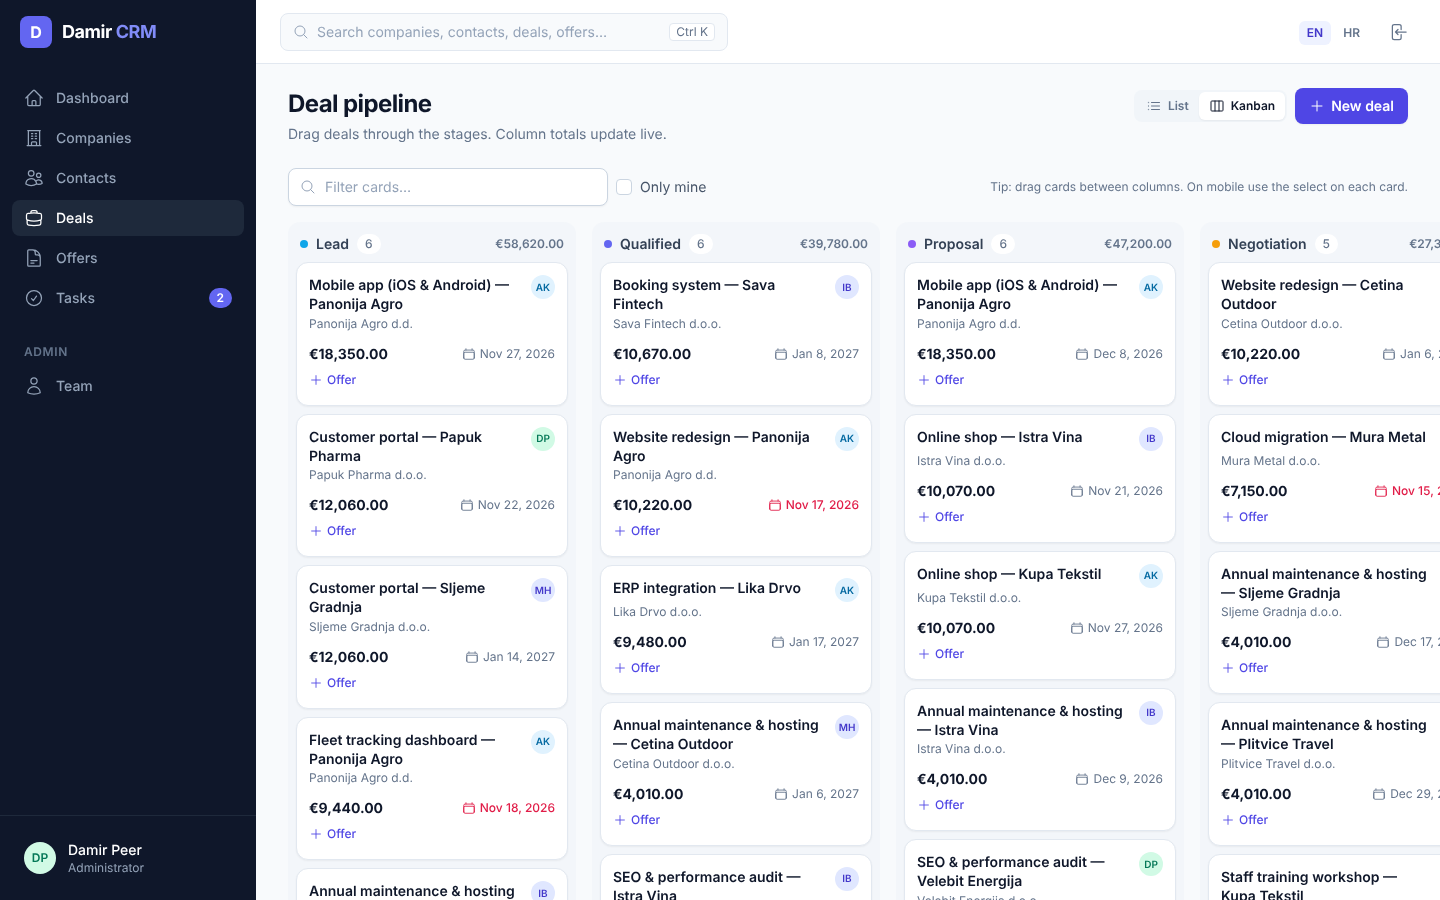 D
Damir CRM
Search companies, contacts, deals, offers...
Ctrl K
EN
HR
Dashboard
Companies
Contacts
Deals
Offers
Tasks
2
ADMIN
Team
DP
Damir Peer
Administrator
Deal pipeline
Drag deals through the stages. Column totals update live.
List
Kanban
New deal
Filter cards...
Only mine
Tip: drag cards between columns. On mobile use the select on each card.
Lead
6
€58,620.00
Mobile app (iOS & Android) —
Panonija Agro
AK
Panonija Agro d.d.
€18,350.00
Nov 27, 2026
Offer
Customer portal — Papuk
Pharma
DP
Papuk Pharma d.o.o.
€12,060.00
Nov 22, 2026
Offer
Customer portal — Sljeme
Gradnja
MH
Sljeme Gradnja d.o.o.
€12,060.00
Jan 14, 2027
Offer
Fleet tracking dashboard —
Panonija Agro
AK
Panonija Agro d.d.
€9,440.00
Nov 18, 2026
Offer
Annual maintenance & hosting
IB
Qualified
6
€39,780.00
Booking system — Sava
Fintech
IB
Sava Fintech d.o.o.
€10,670.00
Jan 8, 2027
Offer
Website redesign — Panonija
Agro
AK
Panonija Agro d.d.
€10,220.00
Nov 17, 2026
Offer
ERP integration — Lika Drvo
AK
Lika Drvo d.o.o.
€9,480.00
Jan 17, 2027
Offer
Annual maintenance & hosting
— Cetina Outdoor
MH
Cetina Outdoor d.o.o.
€4,010.00
Jan 6, 2027
Offer
SEO & performance audit —
Istra Vina
IB
Proposal
6
€47,200.00
Mobile app (iOS & Android) —
Panonija Agro
AK
Panonija Agro d.d.
€18,350.00
Dec 8, 2026
Offer
Online shop — Istra Vina
IB
Istra Vina d.o.o.
€10,070.00
Nov 21, 2026
Offer
Online shop — Kupa Tekstil
AK
Kupa Tekstil d.o.o.
€10,070.00
Nov 27, 2026
Offer
Annual maintenance & hosting
— Istra Vina
IB
Istra Vina d.o.o.
€4,010.00
Dec 9, 2026
Offer
SEO & performance audit —
Velebit Energija
DP
Velebit Energija d.o.o.
Negotiation
5
€27,3
Website redesign — Cetina
Outdoor
Cetina Outdoor d.o.o.
€10,220.00
Jan 6,
Offer
Cloud migration — Mura Metal
Mura Metal d.o.o.
€7,150.00
Nov 15, 2
Offer
Annual maintenance & hosting
— Sljeme Gradnja
Sljeme Gradnja d.o.o.
€4,010.00
Dec 17, 2
Offer
Annual maintenance & hosting
— Plitvice Travel
Plitvice Travel d.o.o.
€4,010.00
Dec 29, 2
Offer
Staff training workshop —
Kupa Tekstil